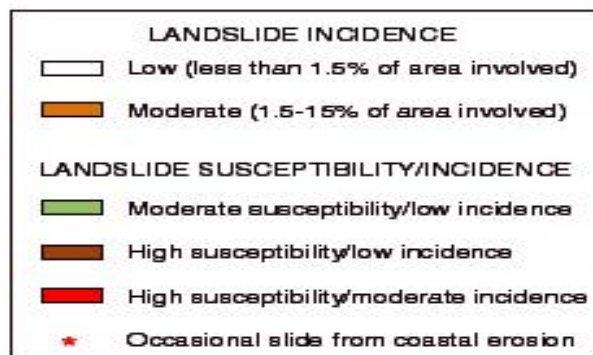 LANDSLIDE INCIDENCE
Low (less than 1.5% of area involved)
Moderate (1.5-15% of area involved)
LANDSLIDE SUSCEPTIBILITY/INCIDENCE
Moderate susceptibility/low incidence
High susceptibility/low incidence
High susceptibility/moderate incidence
* Occasional slide from coastal erosion